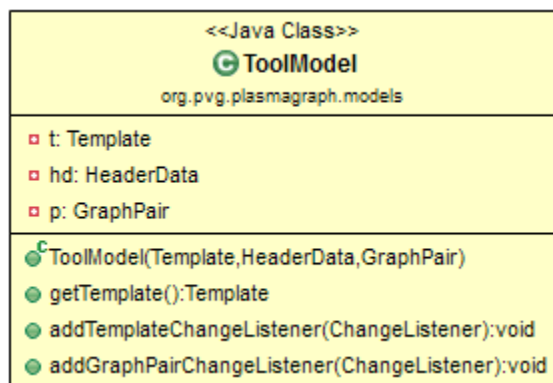 <<Java Class>>
ToolModel
org.pvg.plasmagraph.models
t: Template
hd: HeaderData
p: GraphPair
ToolModel(Template,HeaderData,GraphPair)
getTemplate():Template
addTemplateChangeListener(ChangeListener):void
addGraphPairChangeListener(ChangeListener):void